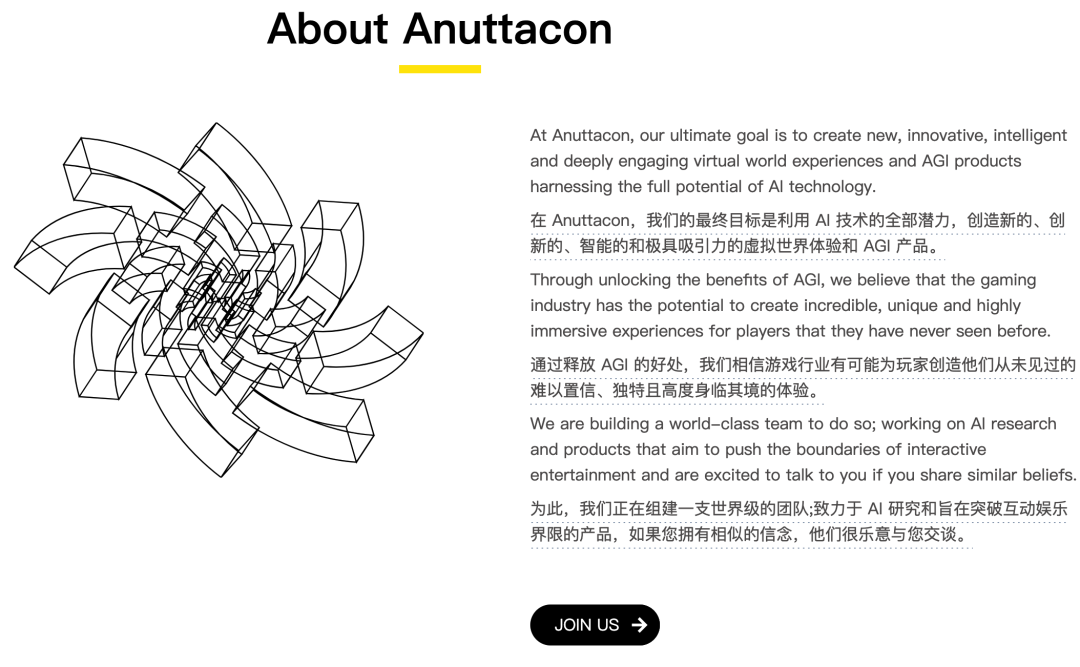 About Anuttacon
At Anuttacon, our ultimate goal is to create new, innovative, intelligent
and deeply engaging virtual world experiences and AGI products
harnessing the full potential of AI technology.
在 Anuttacon，我们的最终目标是利用 AI 技术的全部潜力，创造新的、创
新的、智能的和极具吸引力的虚拟世界体验和 AGI 产品。
Through unlocking the benefits of AGI, we believe that the gaming
industry has the potential to create incredible, unique and highly
immersive experiences for players that they have never seen before.
通过释放 AGI 的好处，我们相信游戏行业有可能为玩家创造他们从未见过的
难以置信、独特且高度身临其境的体验。
We are building a world-class team to do so; working on AI research
and products that aim to push the boundaries of interactive
entertainment and are excited to talk to you if you share similar beliefs.
为此，我们正在组建一支世界级的团队;致力于 AI 研究和旨在突破互动娱乐
界限的产品，如果您拥有相似的信念，他们很乐意与您交谈。
JOIN US →